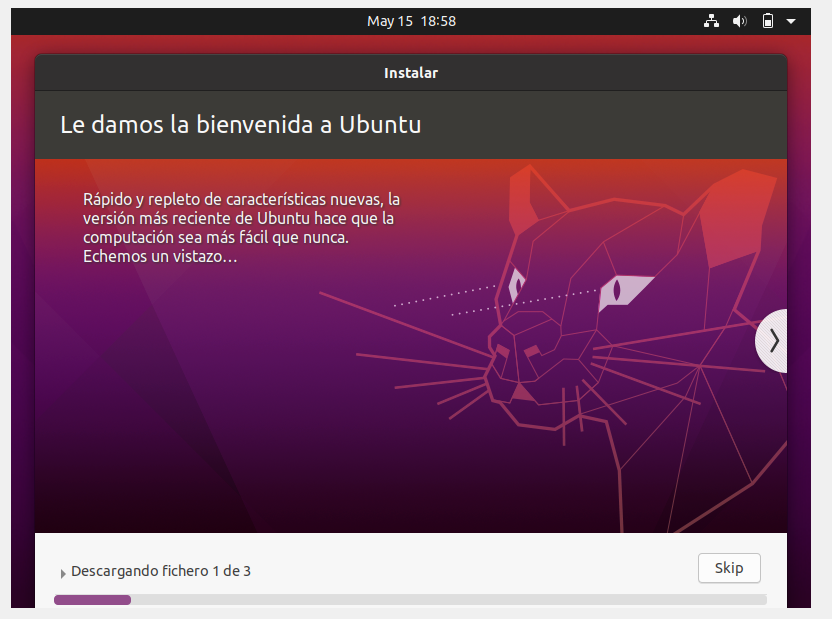 May 15 18:58
Instalar
Le damos la bienvenida a Ubuntu
Rápido y repleto de características nuevas, la
versión más reciente de Ubuntu hace que la
computación sea más fácil que nunca.
Echemos un vistazo…
Descargando fichero 1 de 3
Skip